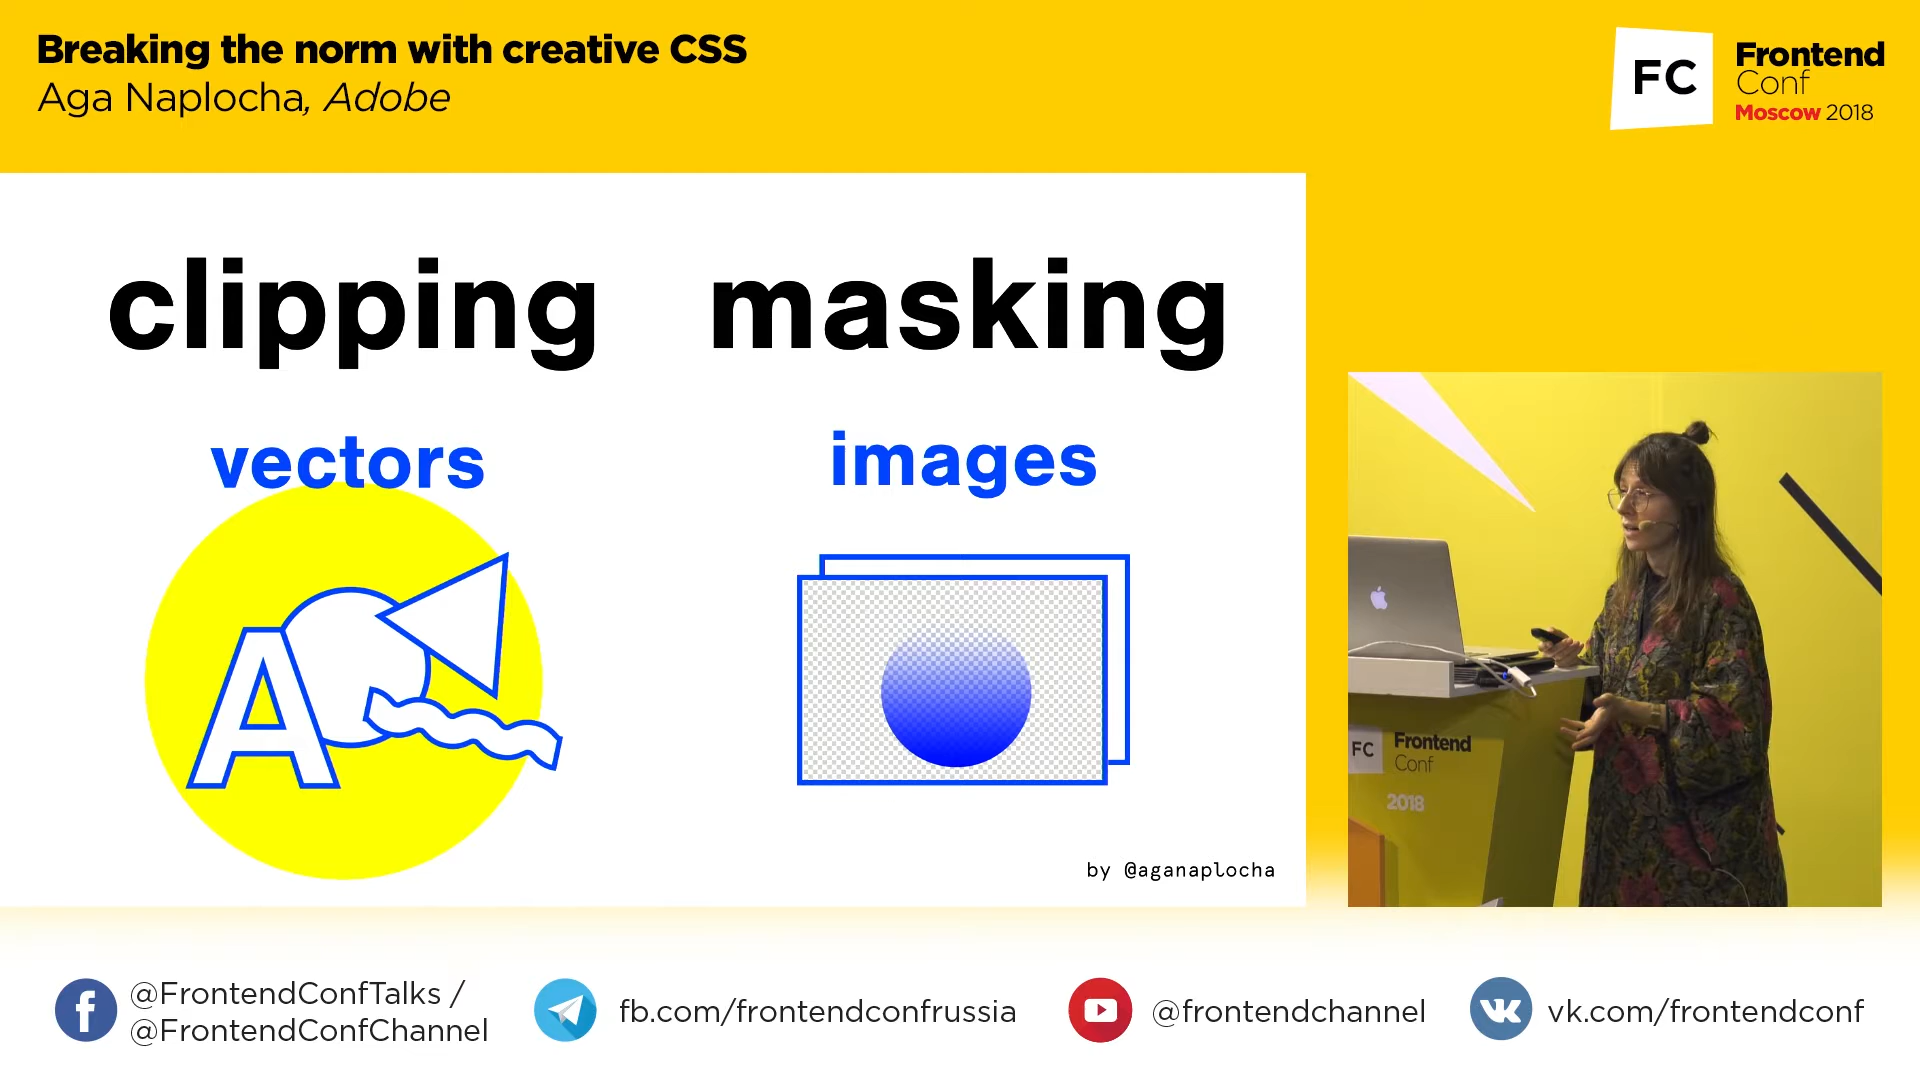 Breaking the norm with creative CSS
Aga Naplocha, Adobe
FC
Frontend
Conf
Moscow 2018
clipping masking
vectors images
A
by @aganaplocha
FC Frontend
Conf
2018
@FrontendConfTalks /
@FrontendConfChannel
fb.com/frontendconfrussia
@frontendchannel
vk.com/frontendconf